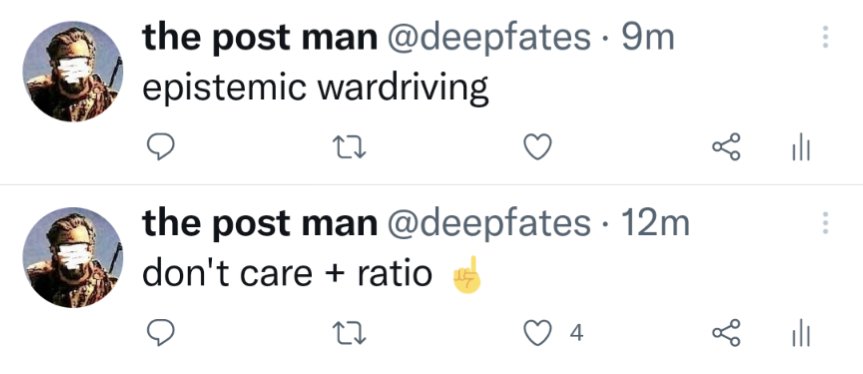 the post man @deepfates · 9m
epistemic wardriving
the post man @deepfates · 12m
don't care + ratio ☝
4